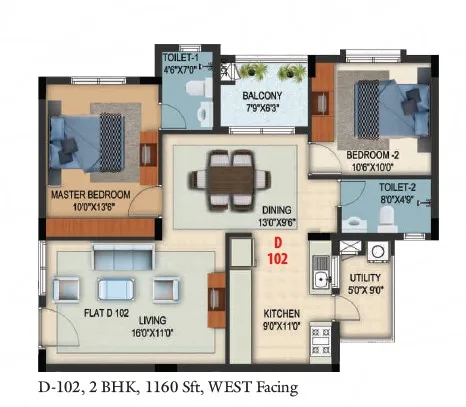 TOILET-1
4'6"X7'0"
BALCONY
7'9"X6'3"
BEDROOM -2
10'6"X10'0"
MASTER BEDROOM
10'0"X13'6"
TOILET-2
8'0"X4'9"
DINING
13'0"X9'6"
D
102
UTILITY
5'0"X 9'0"
FLAT D 102
LIVING
16'0"X11'0"
KITCHEN
9'0"X11'0"
D-102, 2 BHK, 1160 Sft, WEST Facing